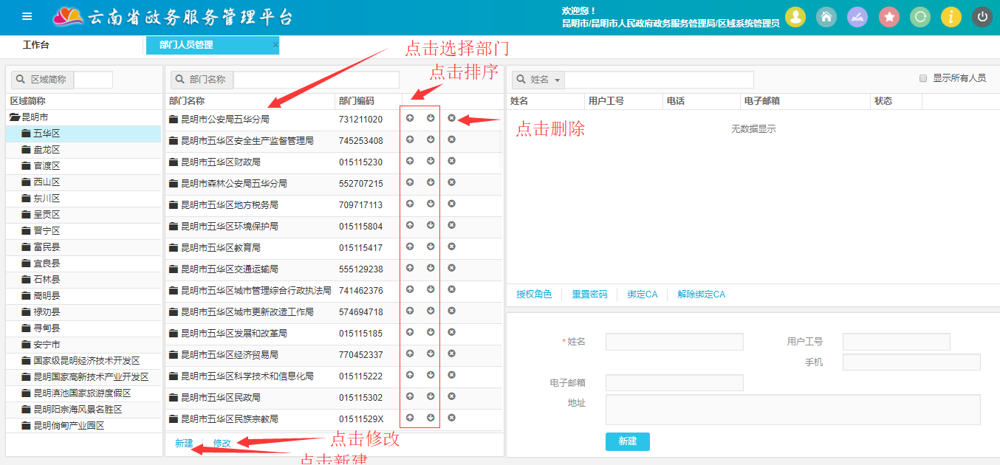 云南省政务服务管理平台
欢迎您！
昆明市/昆明市人民政府政务服务管理局/区域系统管理员
工作台
部门人员管理
点击选择部门
点击排序
区域简称
部门名称
姓名
显示所有人员
区域简称
部门名称 部门编码
姓名 用户工号 电话 电子邮箱 状态
昆明市
五华区
盘龙区
官渡区
西山区
东川区
呈贡区
晋宁区
富民县
宜良县
石林县
嵩明县
禄劝县
寻甸县
安宁市
国家级昆明经济技术开发区
昆明国家高新技术产业开发区
昆明滇池国家旅游度假区
昆明阳宗海风景名胜区
昆明倘甸产业园区
昆明市公安局五华分局 731211020
昆明市五华区安全生产监督管理局 745253408
昆明市五华区财政局 015115230
昆明市森林公安局五华分局 552707215
昆明市五华区地方税务局 709717113
昆明市五华区环境保护局 015115804
昆明市五华区教育局 015115417
昆明市五华区交通运输局 555129238
昆明市五华区城市管理综合行政执法局 741462376
昆明市五华区城市更新改造工作局 574694718
昆明市五华区发展和改革局 015115185
昆明市五华区经济贸易局 770452337
昆明市五华区科学技术和信息化局 015115222
昆明市五华区民政局 015115302
昆明市五华区民族宗教局 01511529X
新建 修改
点击修改
点击新建
点击删除
无数据显示
授权角色 重置密码 绑定CA 解除绑定CA
*姓名
用户工号
手机
电子邮箱
地址
新建